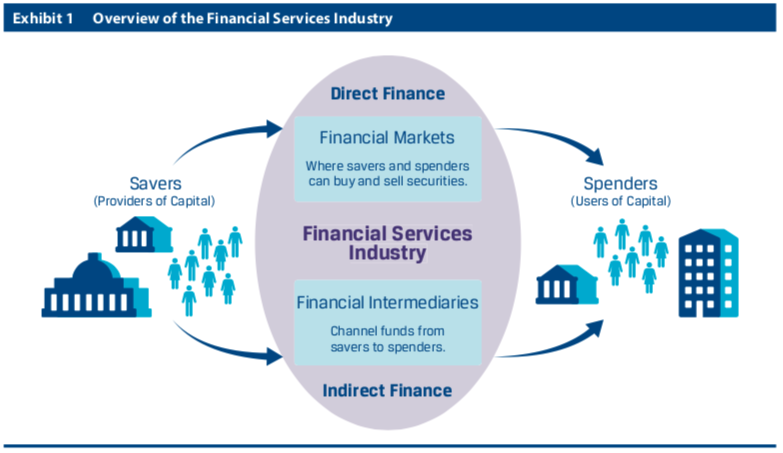 Exhibit 1 Overview of the Financial Services Industry
Direct Finance
Financial Markets
Where savers and spenders
can buy and sell securities.
Savers
(Providers of Capital)
Spenders
(Users of Capital)
Financial Services
Industry
Financial Intermediaries
Channel funds from
savers to spenders.
Indirect Finance